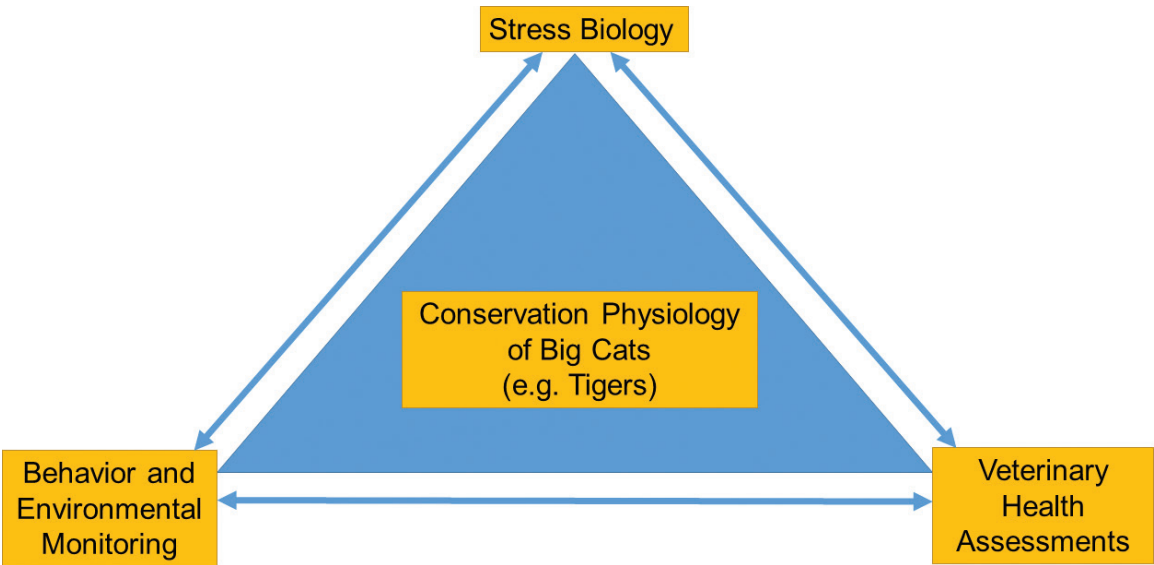 Stress Biology
Conservation Physiology
of Big Cats
(e.g. Tigers)
Behavior and
Environmental
Monitoring
Veterinary
Health
Assessments